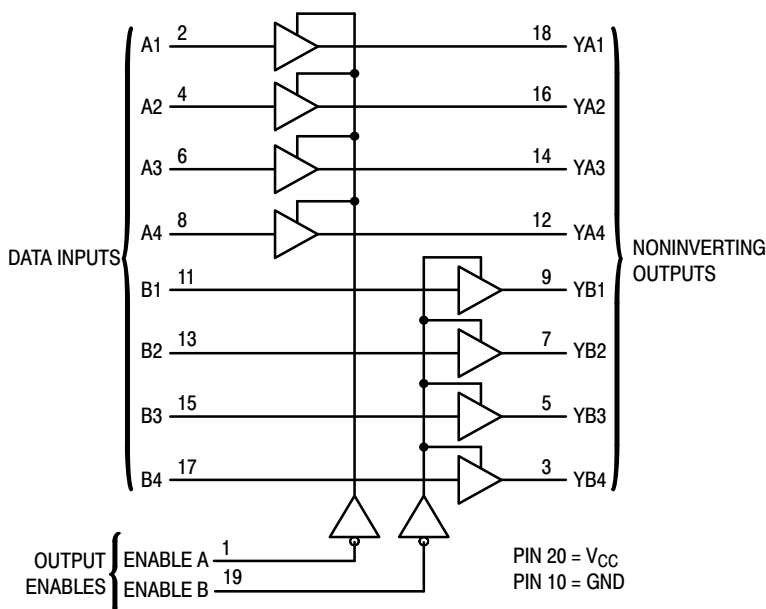 A1 2 18 YA1
A2 4 16 YA2
A3 6 14 YA3
A4 8 12 YA4
DATA INPUTS
NONINVERTING
OUTPUTS
B1 11 9 YB1
B2 13 7 YB2
B3 15 5 YB3
B4 17 3 YB4
OUTPUT
ENABLES
ENABLE A 1
ENABLE B 19
PIN 20 = VCC
PIN 10 = GND